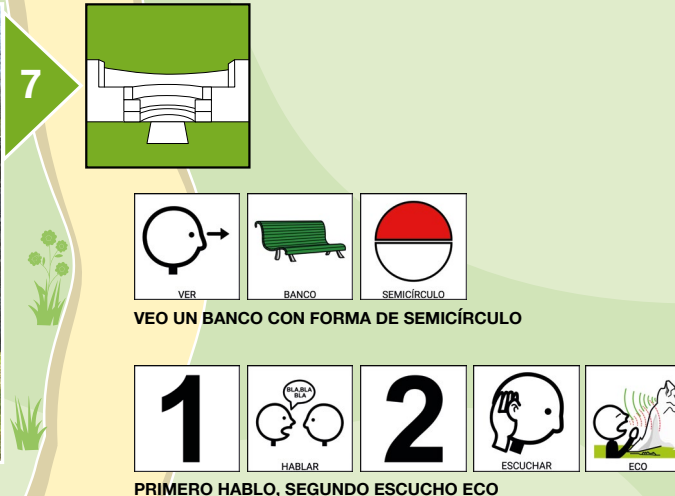 7
VER BANCO SEMICÍRCULO
VEO UN BANCO CON FORMA DE SEMICÍRCULO
BLA,BLA
BLA
1 HABLAR 2 ESCUCHAR ECO
PRIMERO HABLO, SEGUNDO ESCUCHO ECO